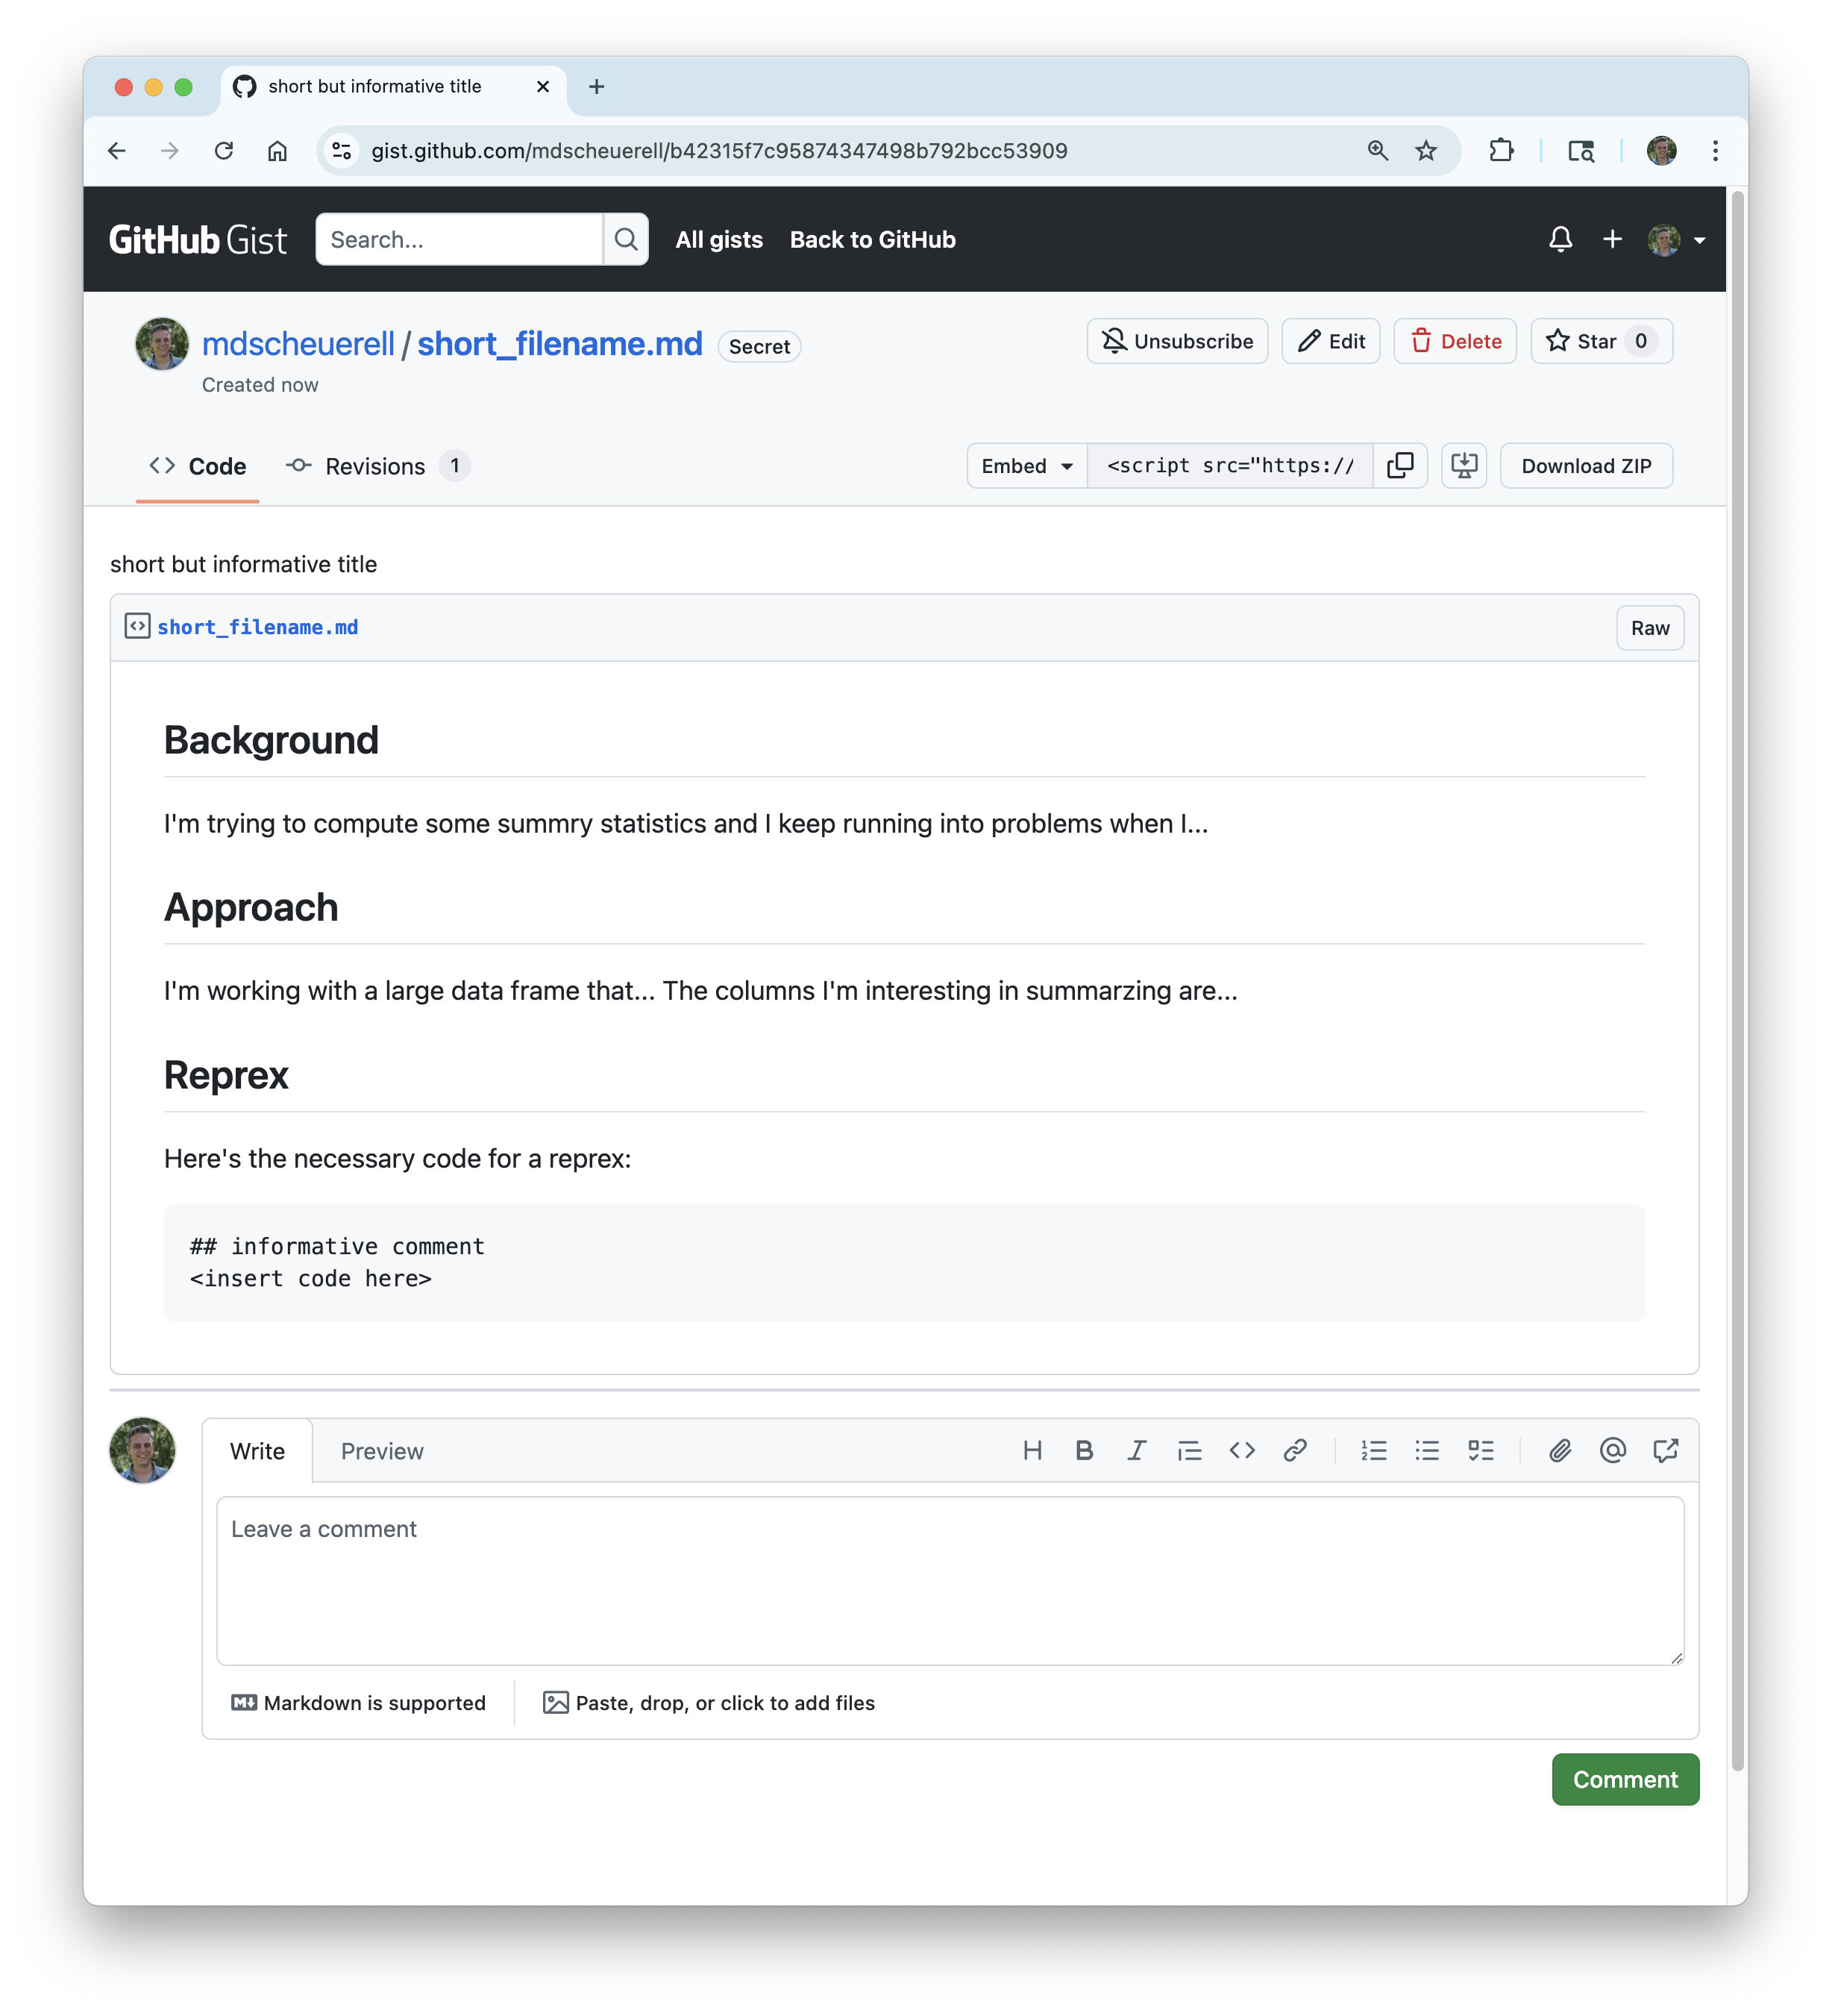 short but informative title
gist.github.com/mdscheuerell/b42315f7c95874347498b792bcc53909
GitHub Gist Search... All gists Back to GitHub
mdscheuerell / short_filename.md Secret Unsubscribe Edit Delete Star 0
Created now
Code Revisions 1 Embed <script src="https:// Download ZIP
short but informative title
short_filename.md Raw
Background
I'm trying to compute some summry statistics and I keep running into problems when I...
Approach
I'm working with a large data frame that... The columns I'm interesting in summarzing are...
Reprex
Here's the necessary code for a reprex:
## informative comment
<insert code here>
Write Preview
Leave a comment
Markdown is supported Paste, drop, or click to add files
Comment